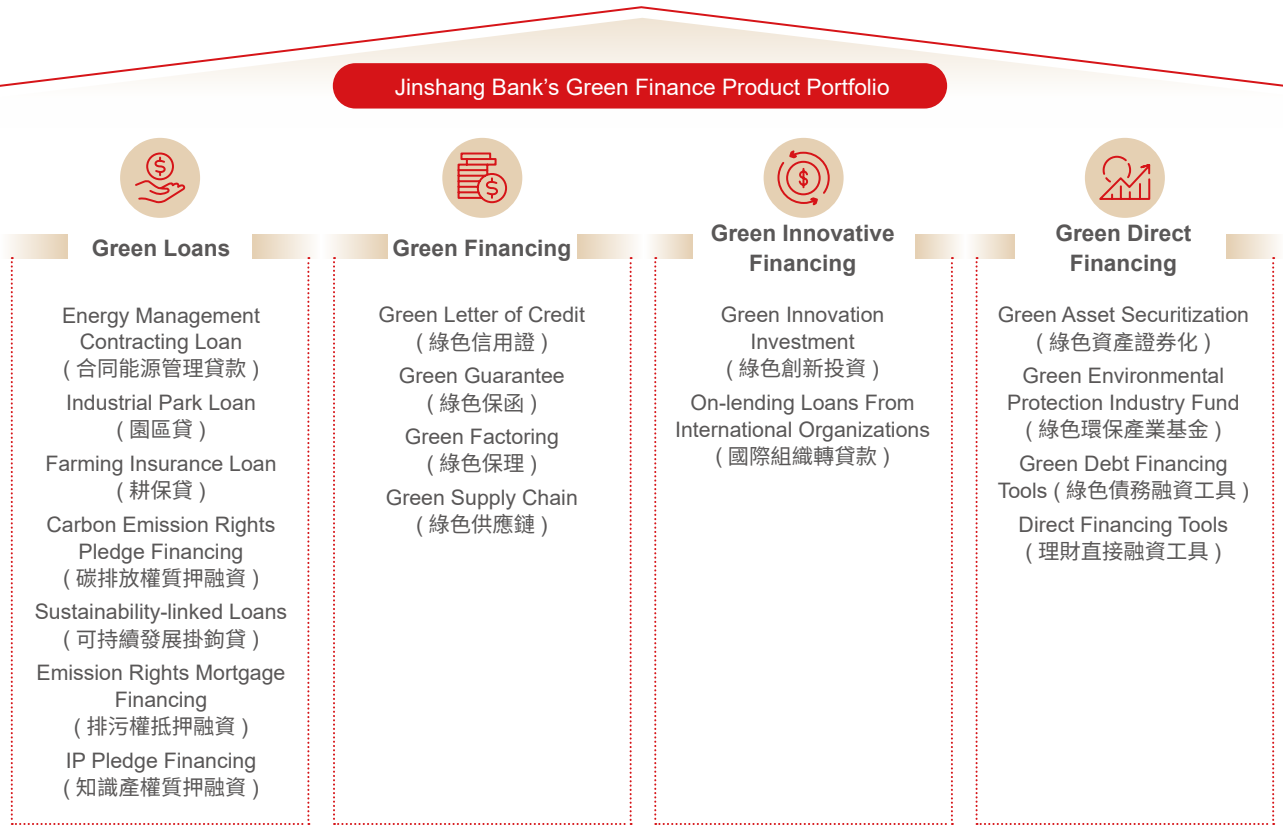 Jinshang Bank’s Green Finance Product Portfolio
Green Loans
Energy Management
Contracting Loan
( 合同能源管理貸款 )
Industrial Park Loan
( 園區貸 )
Farming Insurance Loan
( 耕保貸 )
Carbon Emission Rights
Pledge Financing
( 碳排放權質押融資 )
Sustainability-linked Loans
( 可持續發展掛鉤貸 )
Emission Rights Mortgage
Financing
( 排污權抵押融資 )
IP Pledge Financing
( 知識產權質押融資 )
Green Financing
Green Letter of Credit
( 綠色信用證 )
Green Guarantee
( 綠色保函 )
Green Factoring
( 綠色保理 )
Green Supply Chain
( 綠色供應鏈 )
Green Innovative
Financing
Green Innovation
Investment
( 綠色創新投資 )
On-lending Loans From
International Organizations
( 國際組織轉貸款 )
Green Direct
Financing
Green Asset Securitization
( 綠色資產證券化 )
Green Environmental
Protection Industry Fund
( 綠色環保產業基金 )
Green Debt Financing
Tools ( 綠色債務融資工具 )
Direct Financing Tools
( 理財直接融資工具 )